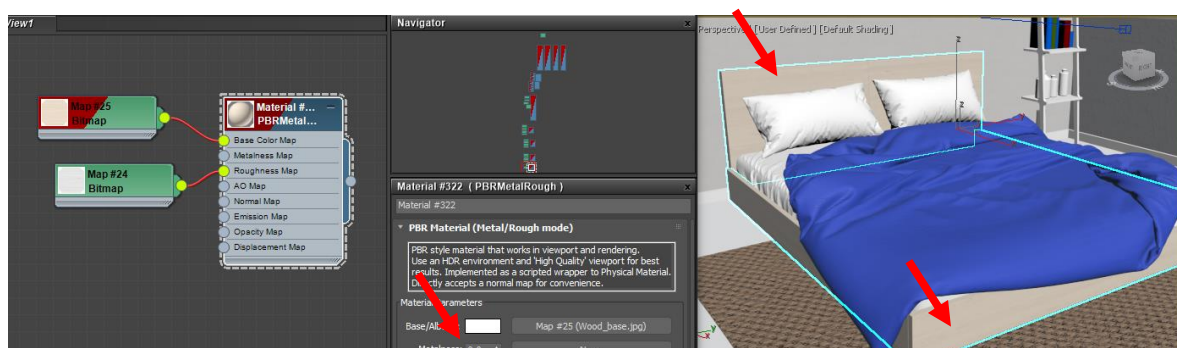 View1
Map #25
Bitmap
Map #24
Bitmap
Material #...
PBRMetal...
Base Color Map
Metalness Map
Roughness Map
AO Map
Normal Map
Emission Map
Opacity Map
Displacement Map
Navigator
x
Material #322 ( PBRMetalRough )
x
Material #322
PBR Material (Metal/Rough mode)
PBR style material that works in viewport and rendering.
Use an HDR environment and 'High Quality' viewport for best
results. Implemented as a scripted wrapper to Physical Material.
Directly accepts a normal map for convenience.
Material Parameters
Map #25 (Wood_base.jpg)
[User Defined ] [Default Shading ]
z
z
x
y
x